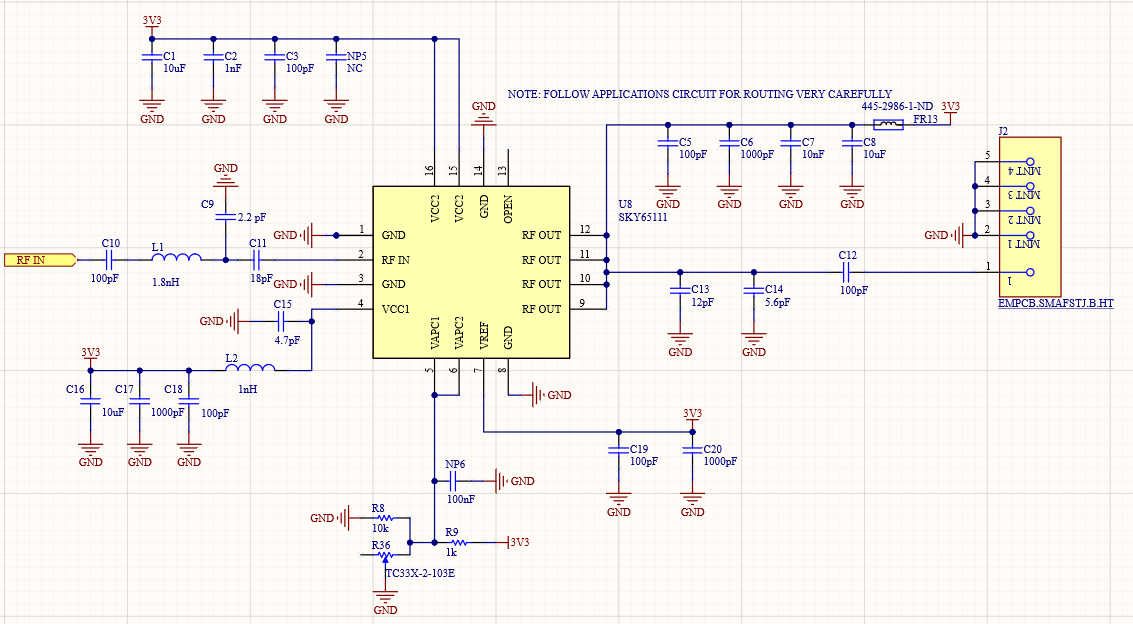 3V3
C1
10uF
C2
1nF
C3
100pF
NP5
NC
GND
GND
GND
GND
NOTE: FOLLOW APPLICATIONS CIRCUIT FOR ROUTING VERY CAREFULLY
GND
445-2986-1-ND
3V3
FR13
C5
100pF
C6
1000pF
C7
10nF
C8
10uF
GND
GND
GND
GND
J2
5
MNT 4
4
MNT 3
3
MNT 2
2
MNT 1
GND
1
1
EMPCB.SMAFSTJ.B.HT
16
15
14
13
VCC2
VCC2
GND
OPEN
U8
SKY65111
GND
C9
2.2 pF
GND
1
GND
RF OUT
12
RF IN
C10
100pF
L1
1.8nH
C11
18pF
2
RF IN
RF OUT
11
GND
3
GND
RF OUT
10
4
VCC1
RF OUT
9
C15
GND
4.7pF
VAPC1
VAPC2
VREF
GND
5
6
7
8
GND
C12
100pF
C13
12pF
C14
5.6pF
GND
GND
3V3
L2
1nH
C16
10uF
C17
1000pF
C18
100pF
GND
GND
GND
3V3
C19
100pF
C20
1000pF
GND
GND
NP6
100nF
GND
R8
GND
10k
R36
R9
1k
3V3
TC33X-2-103E
GND